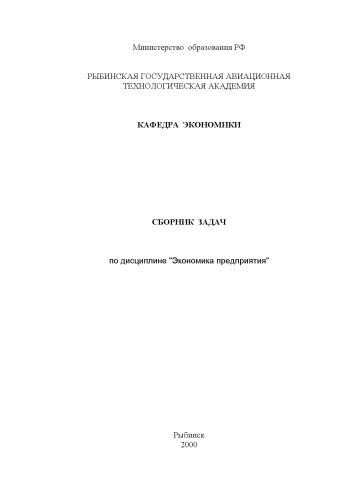 Министерство образования РФ
РЫБИНСКАЯ ГОСУДАРСТВЕННАЯ АВИАЦИОННАЯ
ТЕХНОЛОГИЧЕСКАЯ АКАДЕМИЯ
КАФЕДРА ЭКОНОМИКИ
СБОРНИК ЗАДАЧ
по дисциплине "Экономика предприятия"
Рыбинск
2000